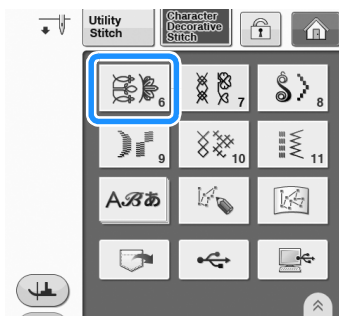 Utility
Stitch
Character
Decorative
Stitch
6
7
8
9
10
11
ABあ